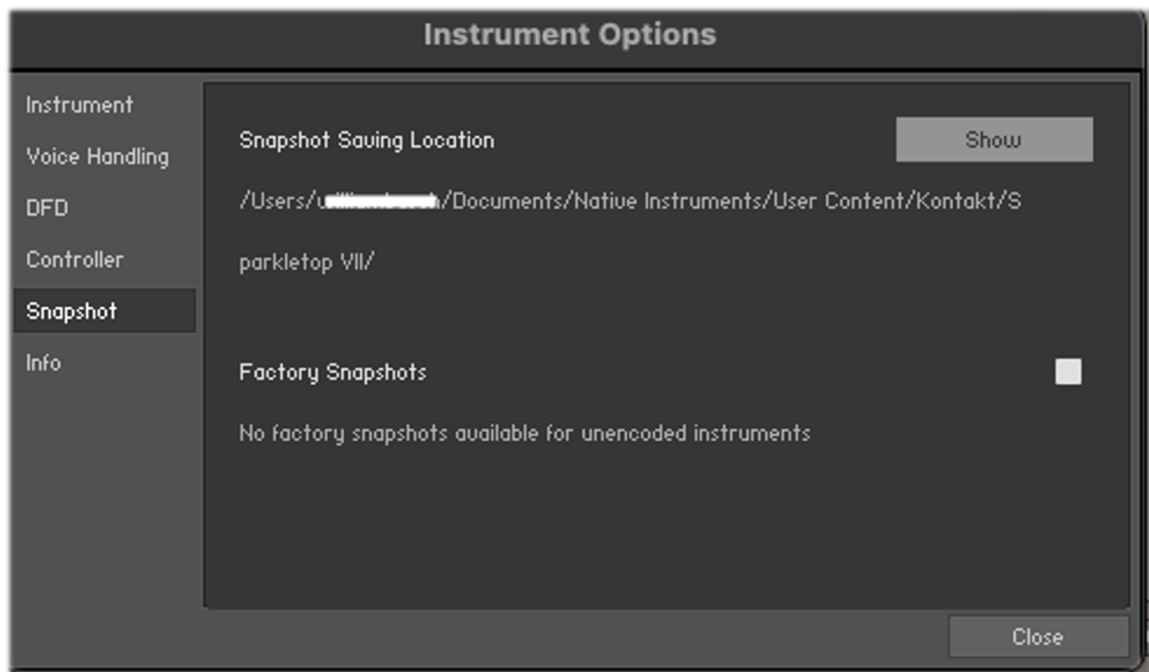 Instrument Options
Instrument
Voice Handling
DFD
Controller
Snapshot
Info
Snapshot Saving Location
Show
/Users/ /Documents/Native Instruments/User Content/Kontakt/S
parkletop VII/
Factory Snapshots
No factory snapshots available for unencoded instruments
Close